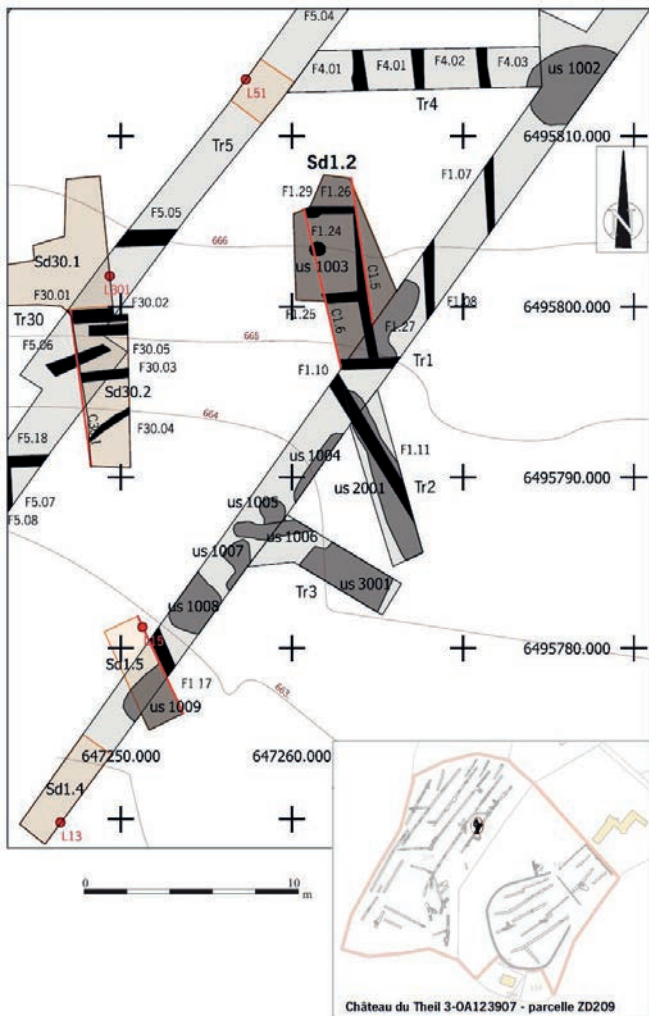 F5.04
F4.01
F4.01
F4.02
F4.03
us 1002
L51
Tr4
Tr5
6495810.000
Sd1.2
F1.29
F1.26
F1.07
N
F5.05
F1.24
666
Sd30.1
us 1003
C1.5
L301
F30.01
F30.02
6495800.000
F1.08
Tr30
F1.25
C1.6
F1.27
F5.06
665
F30.05
F30.03
Tr1
F1.10
Sd30.2
664
F30.04
F5.18
F1.11
us 1004
6495790.000
us 2001
Tr2
F5.07
us 1005
F5.08
us 1006
us 1007
us 3001
us 1008
Tr3
6495780.000
Sd1.5
F1 17
663
us 1009
647250.000
647260.000
Sd1.4
L13
0
10
m
Château du Theil 3-OA123907 - parcelle ZD209